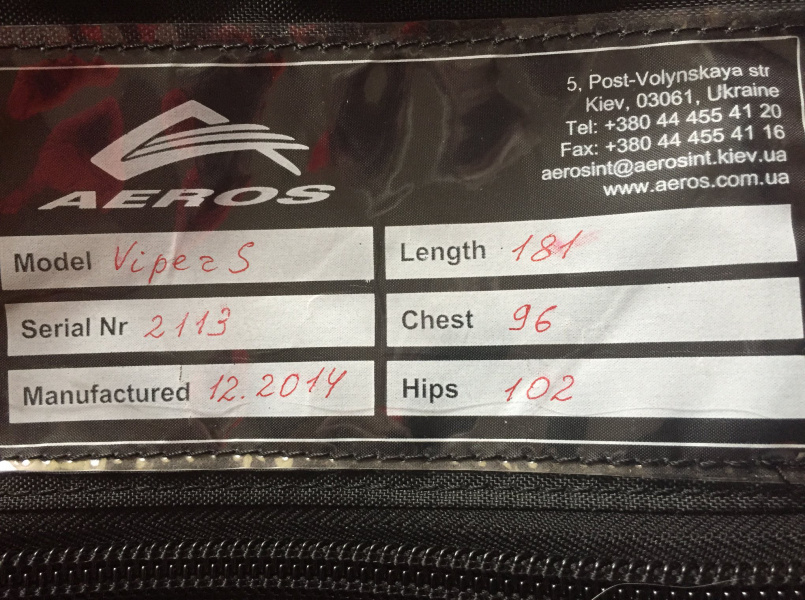 AEROS
5, Post-Volynskaya str
Kiev, 03061, Ukraine
Tel: +380 44 455 41 20
Fax: +380 44 455 41 16
aerosint@aerosint.kiev.ua
www.aeros.com.ua
Model Viper S
Length 181
Serial Nr 2113
Chest 96
Manufactured 12.2014
Hips 102